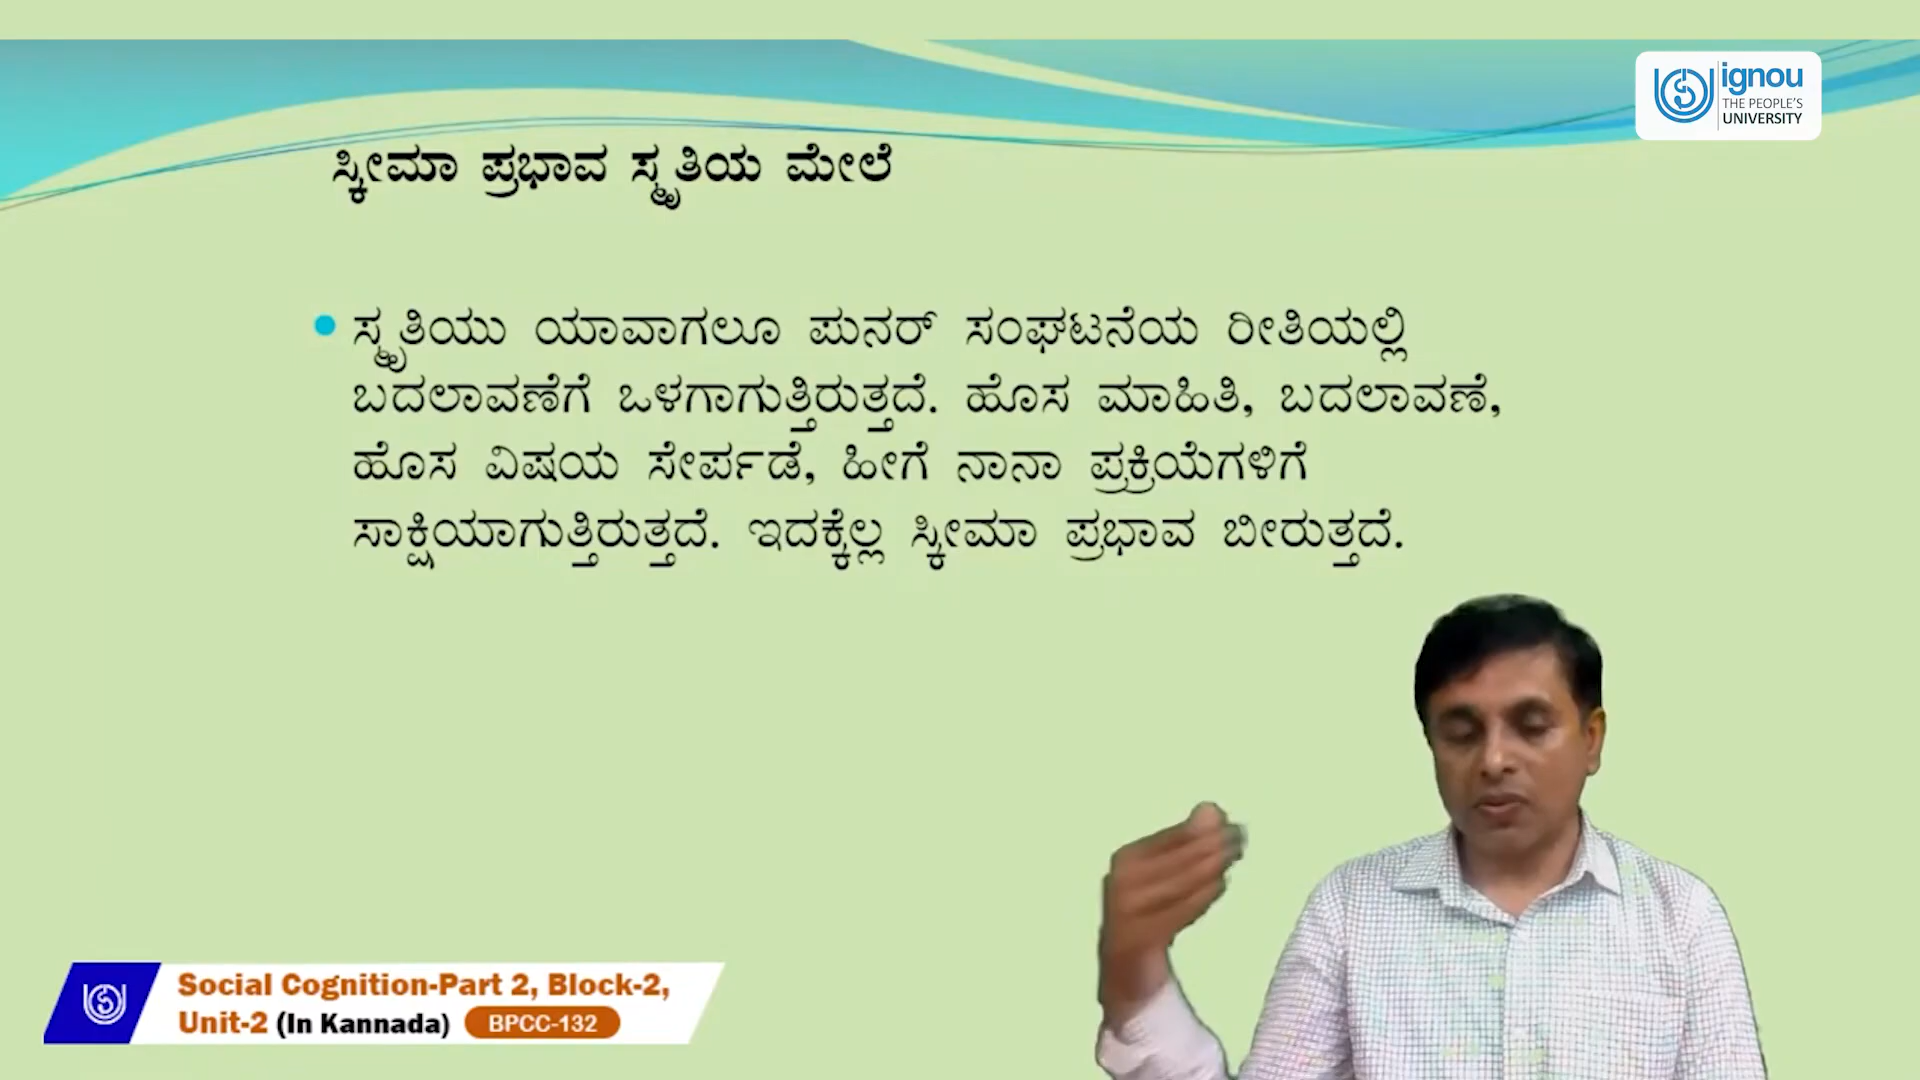 ignou
THE PEOPLE'S
UNIVERSITY
ಸ್ಕೀಮಾ ಪ್ರಭಾವ ಸ್ಮೃತಿಯ ಮೇಲೆ
ಸ್ಮೃತಿಯು ಯಾವಾಗಲೂ ಪುನರ್ ಸಂಘಟನೆಯ ರೀತಿಯಲ್ಲಿ
ಬದಲಾವಣೆಗೆ ಒಳಗಾಗುತ್ತಿರುತ್ತದೆ. ಹೊಸ ಮಾಹಿತಿ, ಬದಲಾವಣೆ,
ಹೊಸ ವಿಷಯ ಸೇರ್ಪಡೆ, ಹೀಗೆ ನಾನಾ ಪ್ರಕ್ರಿಯೆಗಳಿಗೆ
ಸಾಕ್ಷಿಯಾಗುತ್ತಿರುತ್ತದೆ. ಇದಕ್ಕೆಲ್ಲ ಸ್ಕೀಮಾ ಪ್ರಭಾವ ಬೀರುತ್ತದೆ.
Social Cognition-Part 2, Block-2,
Unit-2 (In Kannada) BPCC-132